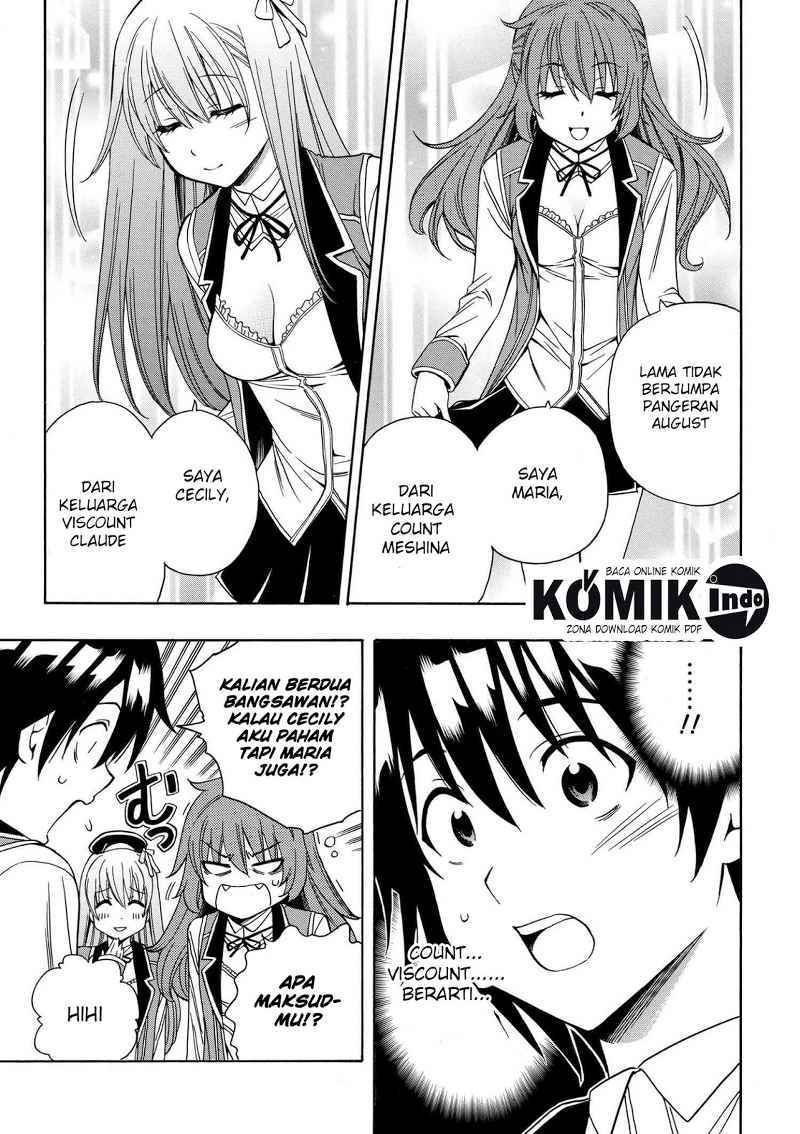 LAMA TIDAK
BERJUMPA
PANGERAN
AUGUST
SAYA
MARIA,
DARI
KELUARGA
COUNT
MESHINA
SAYA
CECILY,
DARI
KELUARGA
VISCOUNT
CLAUDE
BACA ONLINE KOMIK
KOMIK indo
ZONA DOWNLOAD KOMIK PDF
......!!
COUNT...
VISCOUNT......
BERARTI...
KALIAN BERDUA
BANGSAWAN!?
KALAU CECILY
AKU PAHAM
TAPI MARIA
JUGA!?
むっ
APA
MAKSUD-
MU!?
HIHI